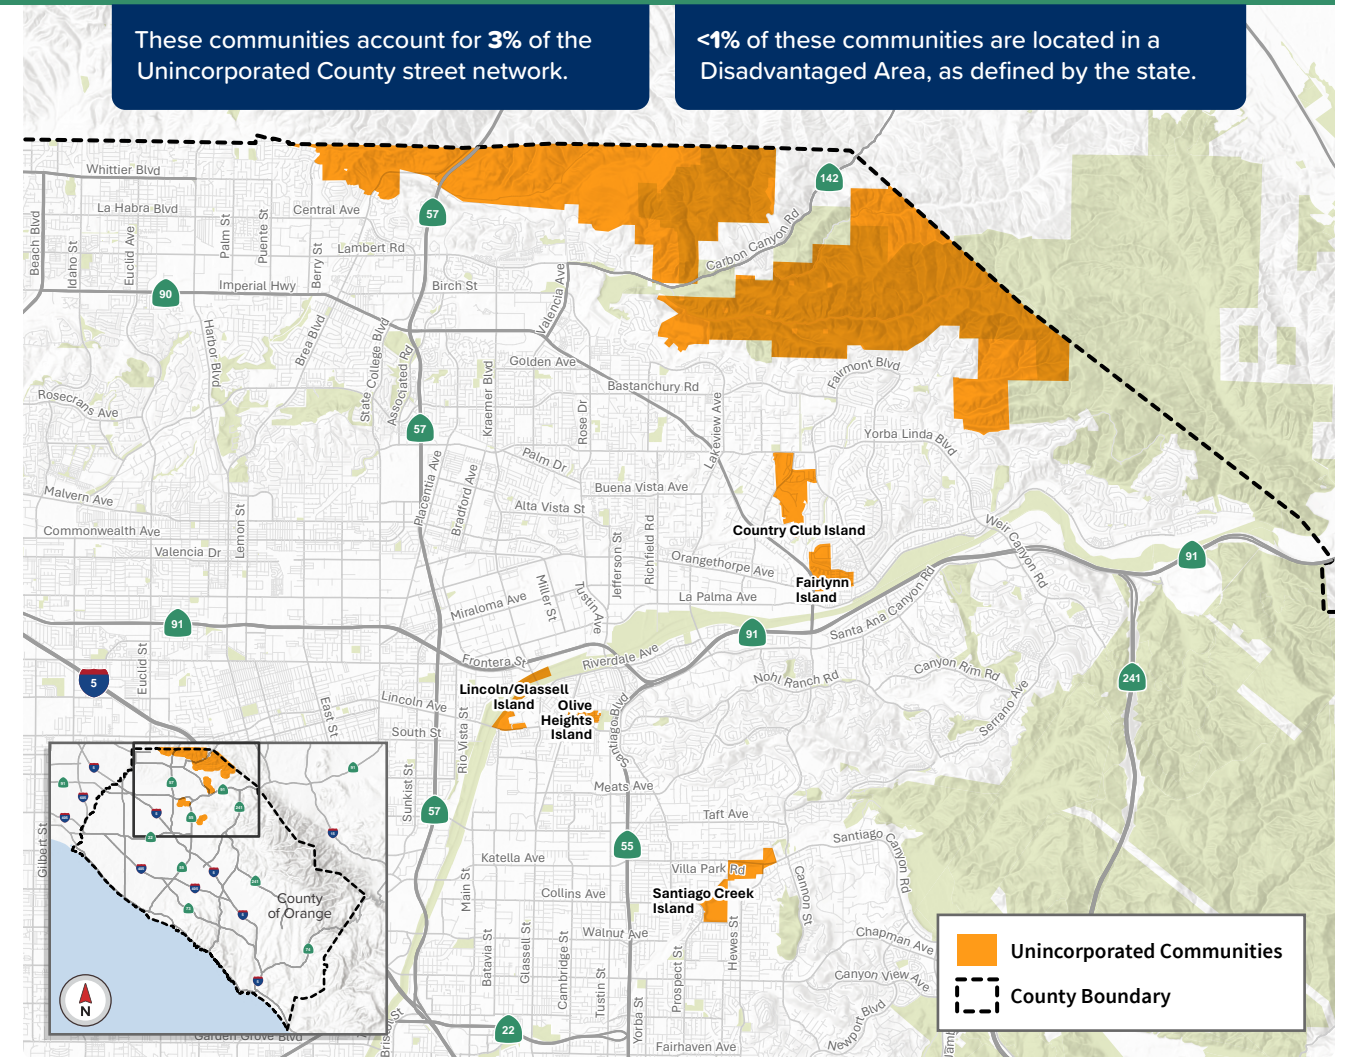 These communities account for 3% of the
Unincorporated County street network.
<1% of these communities are located in a
Disadvantaged Area, as defined by the state.
Whittier Blvd
142
La Habra Blvd
Central Ave
57
Beach Blvd
Idaho St
Euclid Ave
Palm St
Puente St
Berry St
Lambert Rd
Carbon Canyon Rd
Imperial Hwy
Birch St
90
Valencia Ave
Harbor Blvd
Brea Blvd
State College Blvd
Associated Rd
Golden Ave
Kraemer Blvd
Fairmont Blvd
Bastanchury Rd
Rosecrans Ave
Rose Dr
Lakeview Ave
57
Yorba Linda Blvd
Palm Dr
Placentia Ave
Bradford Ave
Buena Vista Ave
Malvern Ave
Alta Vista St
Lemon St
Commonwealth Ave
Country Club Island
Weir Canyon Rd
Valencia Dr
Jefferson St
Richfield Rd
Orangethorpe Ave
91
Fairlynn
Island
Miller St
Tustin Ave
La Palma Ave
Miraloma Ave
Santa Ana Canyon Rd
91
91
Euclid St
Frontera St
Riverdale Ave
Canyon Rim Rd
Nohl Ranch Rd
5
241
Lincoln/Glassell
Island
Lincoln Ave
East St
Olive
Heights
Island
Santiago Blvd
Serrano Ave
South St
Rio Vista St
Sunkist St
Meats Ave
57
Taft Ave
Gilbert St
55
Santiago
Canyon Rd
Katella Ave
Villa Park Rd
Main St
Collins Ave
Santiago Creek
Island
Cannon St
County
of Orange
Walnut Ave
Hewes St
Chapman Ave
Batavia St
Glassell St
Cambridge St
Tustin St
Prospect St
Canyon View Ave
Yorba St
Newport Blvd
N
22
Fairhaven Ave
Garden Grove Blvd
Unincorporated Communities
County Boundary